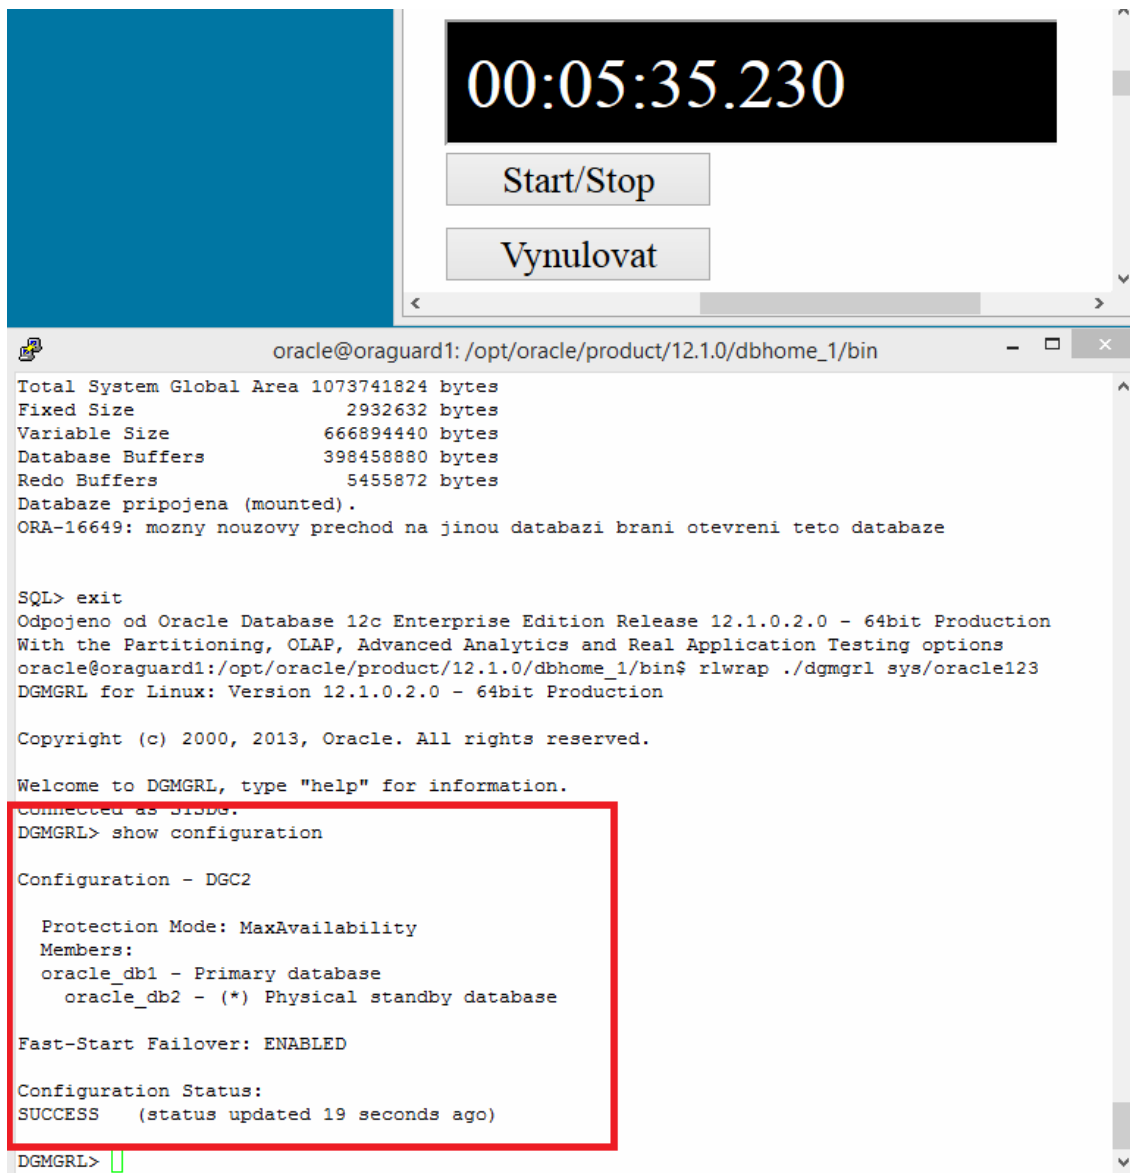 00:05:35.230
Start/Stop
Vynulovat
oracle@oraguard1: /opt/oracle/product/12.1.0/dbhome_1/bin
Total System Global Area 1073741824 bytes
Fixed Size 2932632 bytes
Variable Size 666894440 bytes
Database Buffers 398458880 bytes
Redo Buffers 5455872 bytes
Databaze pripojena (mounted).
ORA-16649: mozny nouzovy prechod na jinou databazi brani otevreni teto databaze
SQL> exit
Odpojeno od Oracle Database 12c Enterprise Edition Release 12.1.0.2.0 - 64bit Production
With the Partitioning, OLAP, Advanced Analytics and Real Application Testing options
oracle@oraguard1:/opt/oracle/product/12.1.0/dbhome_1/bin$ rlwrap ./dgmgrl sys/oracle123
DGMGRL for Linux: Version 12.1.0.2.0 - 64bit Production
Copyright (c) 2000, 2013, Oracle. All rights reserved.
Welcome to DGMGRL, type "help" for information.
Connected as SYSDG.
DGMGRL> show configuration
Configuration - DGC2
Protection Mode: MaxAvailability
Members:
oracle_db1 - Primary database
oracle_db2 - (*) Physical standby database
Fast-Start Failover: ENABLED
Configuration Status:
SUCCESS (status updated 19 seconds ago)
DGMGRL>